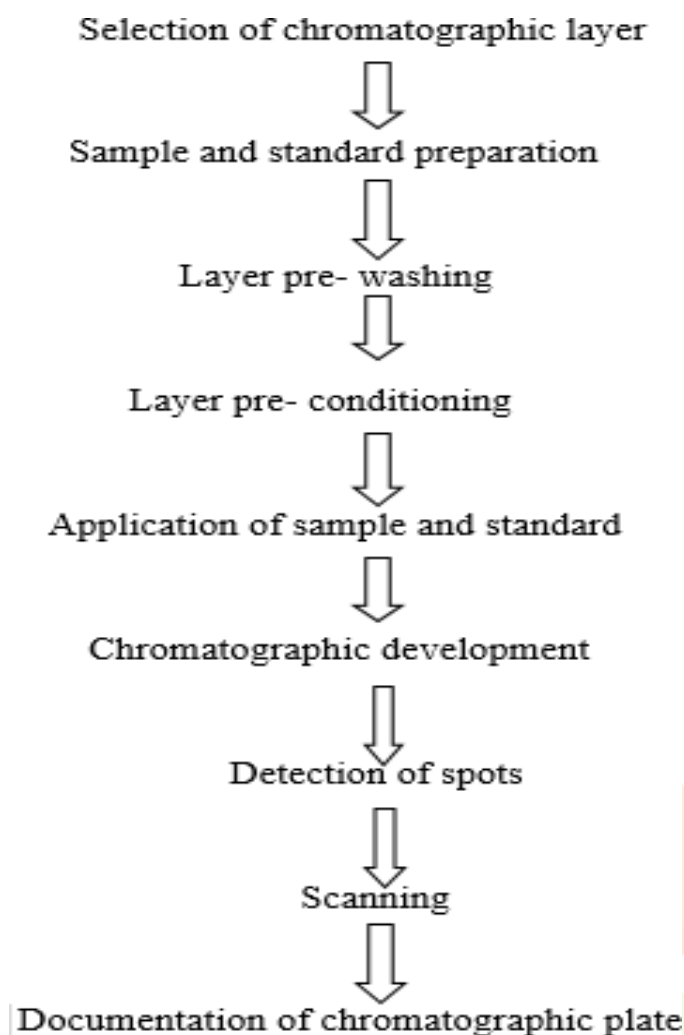 Selection of chromatographic layer
Sample and standard preparation
Layer pre- washing
Layer pre- conditioning
Application of sample and standard
Chromatographic development
Detection of spots
Scanning
Documentation of chromatographic plate